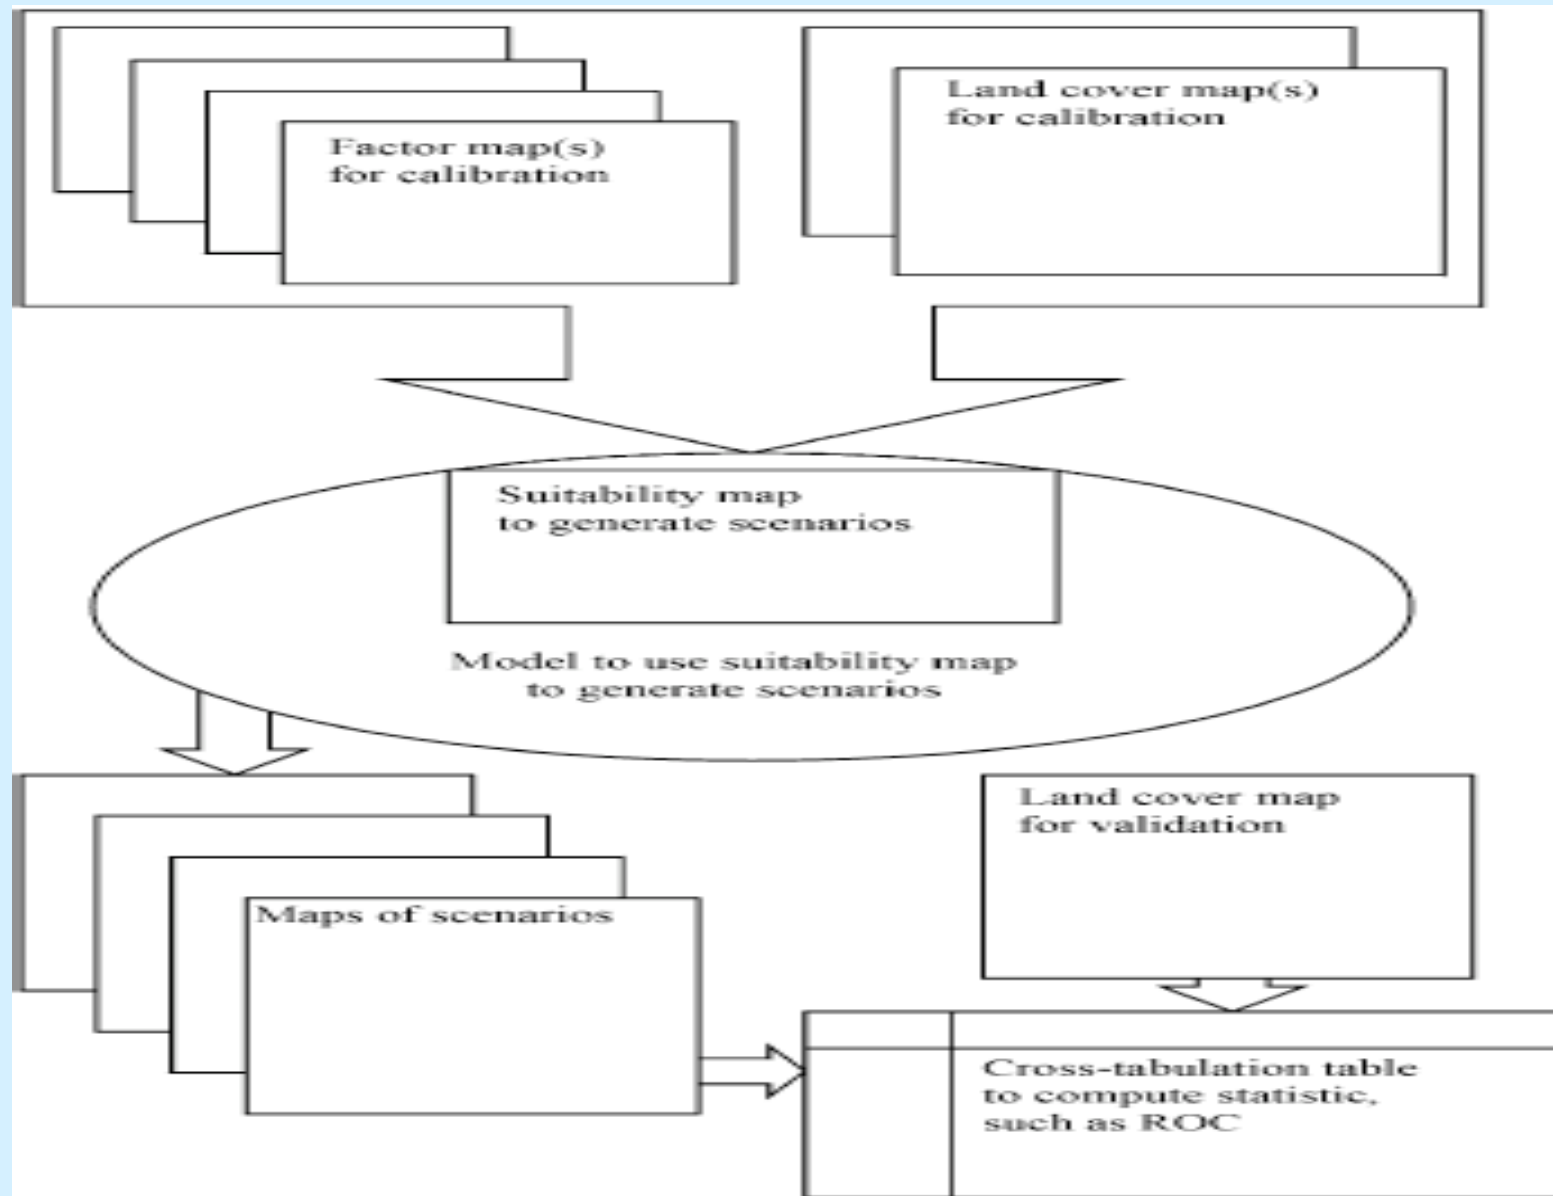 Factor map(s)
for calibration
Land cover map(s)
for calibration
Suitability map
to generate scenarios
Model to use suitability map
to generate scenarios
Land cover map
for validation
Maps of scenarios
Cross-tabulation table
to compute statistic,
such as ROC